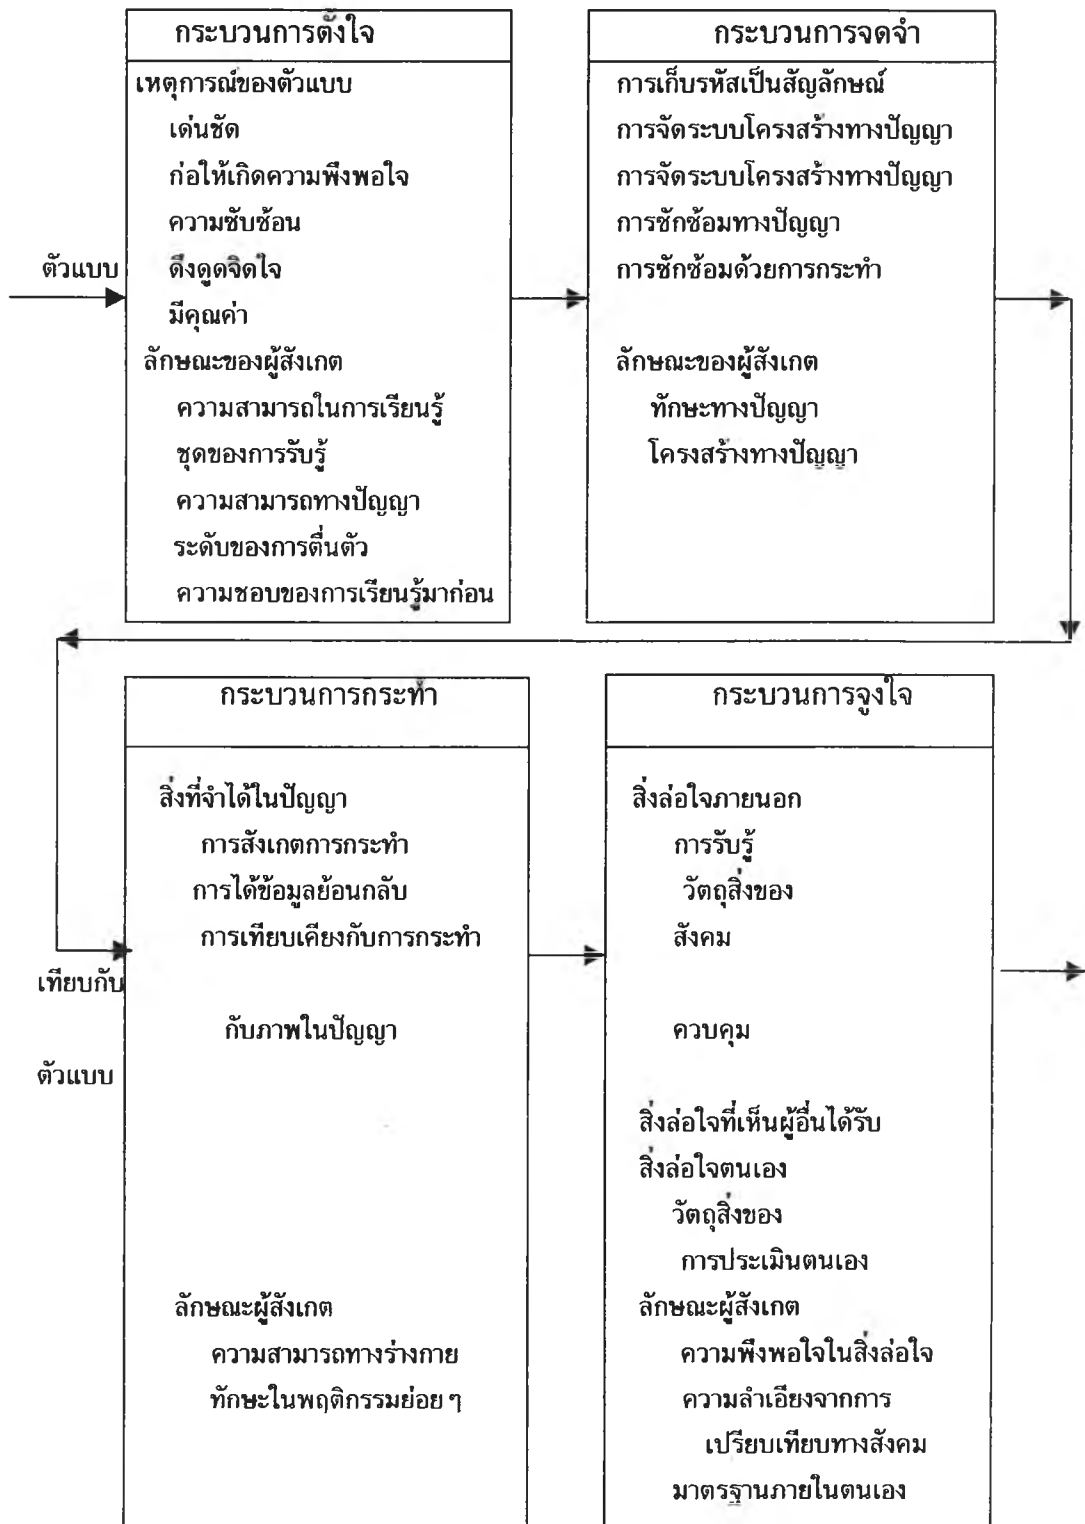 กระบวนการตั้งใจ
เหตุการณ์ของตัวแบบ
เด่นชัด
ก่อให้เกิดความพึงพอใจ
ความซับซ้อน
ดึงดูดจิตใจ
มีคุณค่า
ลักษณะของผู้สังเกต
ความสามารถในการเรียนรู้
ชุดของการรับรู้
ความสามารถทางปัญญา
ระดับของการตื่นตัว
ความชอบของการเรียนรู้มาก่อน
ตัวแบบ
กระบวนการจดจำ
การเก็บรหัสเป็นสัญลักษณ์
การจัดระบบโครงสร้างทางปัญญา
การจัดระบบโครงสร้างทางปัญญา
การซักซ้อมทางปัญญา
การซักซ้อมด้วยการกระทำ
ลักษณะของผู้สังเกต
ทักษะทางปัญญา
โครงสร้างทางปัญญา
กระบวนการกระทำ
สิ่งที่จำได้ในปัญญา
การสังเกตการกระทำ
การได้ข้อมูลย้อนกลับ
การเทียบเคียงกับการกระทำ
กับภาพในปัญญา
ลักษณะผู้สังเกต
ความสามารถทางร่างกาย
ทักษะในพฤติกรรมย่อย ๆ
เทียบกับ
ตัวแบบ
กระบวนการจูงใจ
สิ่งล่อใจภายนอก
การรับรู้
วัตถุสิ่งของ
สังคม
ควบคุม
สิ่งล่อใจที่เห็นผู้อื่นได้รับ
สิ่งล่อใจตนเอง
วัตถุสิ่งของ
การประเมินตนเอง
ลักษณะผู้สังเกต
ความพึงพอใจในสิ่งล่อใจ
ความลำเอียงจากการ
เปรียบเทียบทางสังคม
มาตรฐานภายในตนเอง